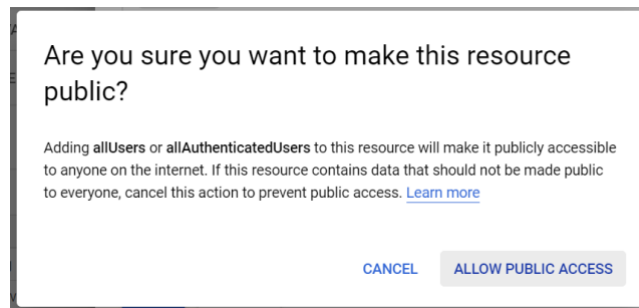 Are you sure you want to make this resource
public?
Adding allUsers or allAuthenticatedUsers to this resource will make it publicly accessible
to anyone on the internet. If this resource contains data that should not be made public
to everyone, cancel this action to prevent public access. Learn more
CANCEL ALLOW PUBLIC ACCESS